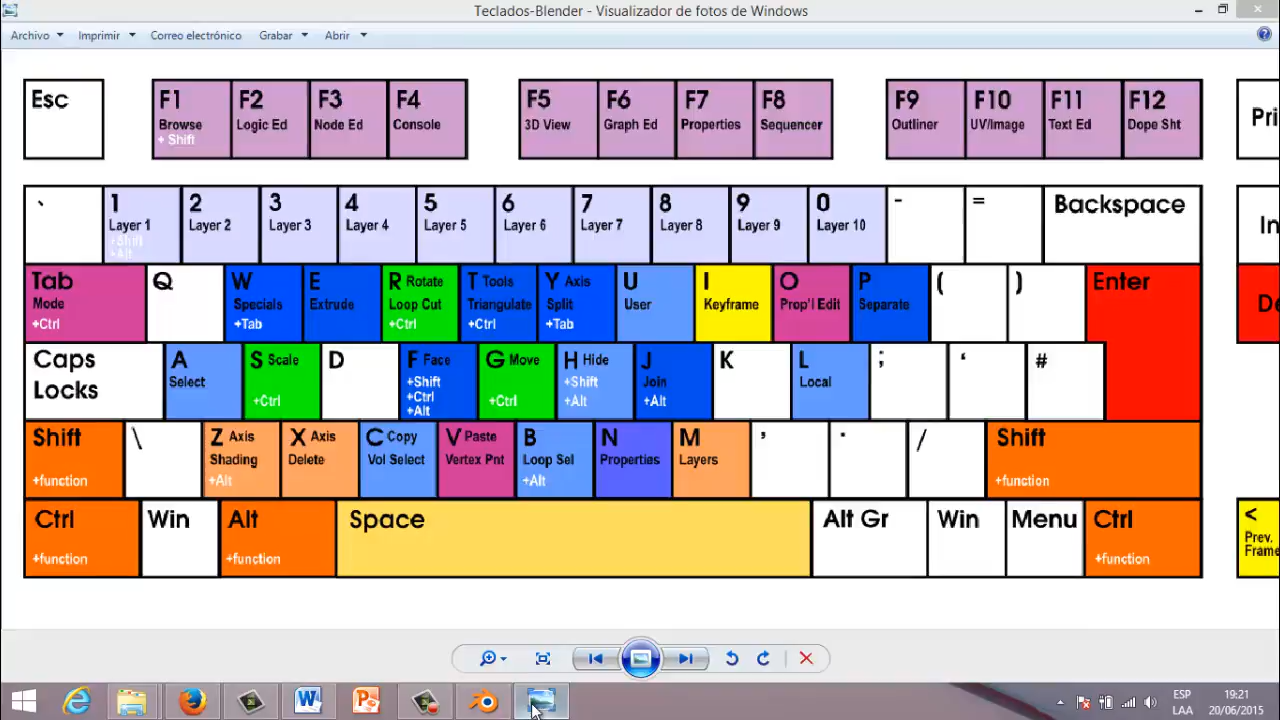 Teclados-Blender - Visualizador de fotos de Windows
Archivo Imprimir Correo electrónico Grabar Abrir
Esc F1 F2 F3 F4 F5 F6 F7 F8 F9 F10 F11 F12 Pri
Browse Logic Ed Node Ed Console 3D View Graph Ed Properties Sequencer Outliner UV/Image Text Ed Dope Sht
+ Shift
` 1 2 3 4 5 6 7 8 9 0 - = Backspace In
Layer 1 Layer 2 Layer 3 Layer 4 Layer 5 Layer 6 Layer 7 Layer 8 Layer 9 Layer 10
+Shift
+Alt
Tab Q W E R Rotate T Tools Y Axis U I O P ( ) Enter
Mode Specials Extrude Loop Cut Triangulate Split User Keyframe Prop'l Edit Separate De
+Ctrl +Tab +Ctrl +Ctrl +Tab
Caps A S Scale D F Face G Move H Hide J K L ; ‘ #
Locks Select +Shift +Shift Join Local
+Ctrl +Ctrl +Ctrl +Alt +Alt
+Alt
Shift \ Z Axis X Axis C Copy V Paste B N M , . / Shift
Shading Delete Vol Select Vertex Pnt Loop Sel Properties Layers
+function +Alt +Alt +function
Ctrl Win Alt Space Alt Gr Win Menu Ctrl <
+function +function +function Prev.
Frame
ESP 19:21
LAA 20/06/2015